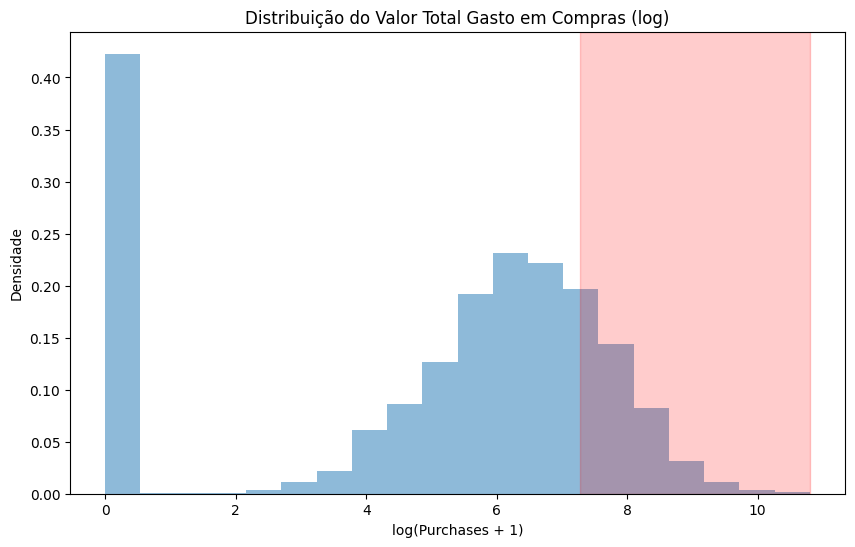 Distribuição do Valor Total Gasto em Compras (log)
0.40
0.35
0.30
0.25
0.20
0.15
0.10
0.05
0.00
Densidade
0 2 4 6 8 10
log(Purchases + 1)